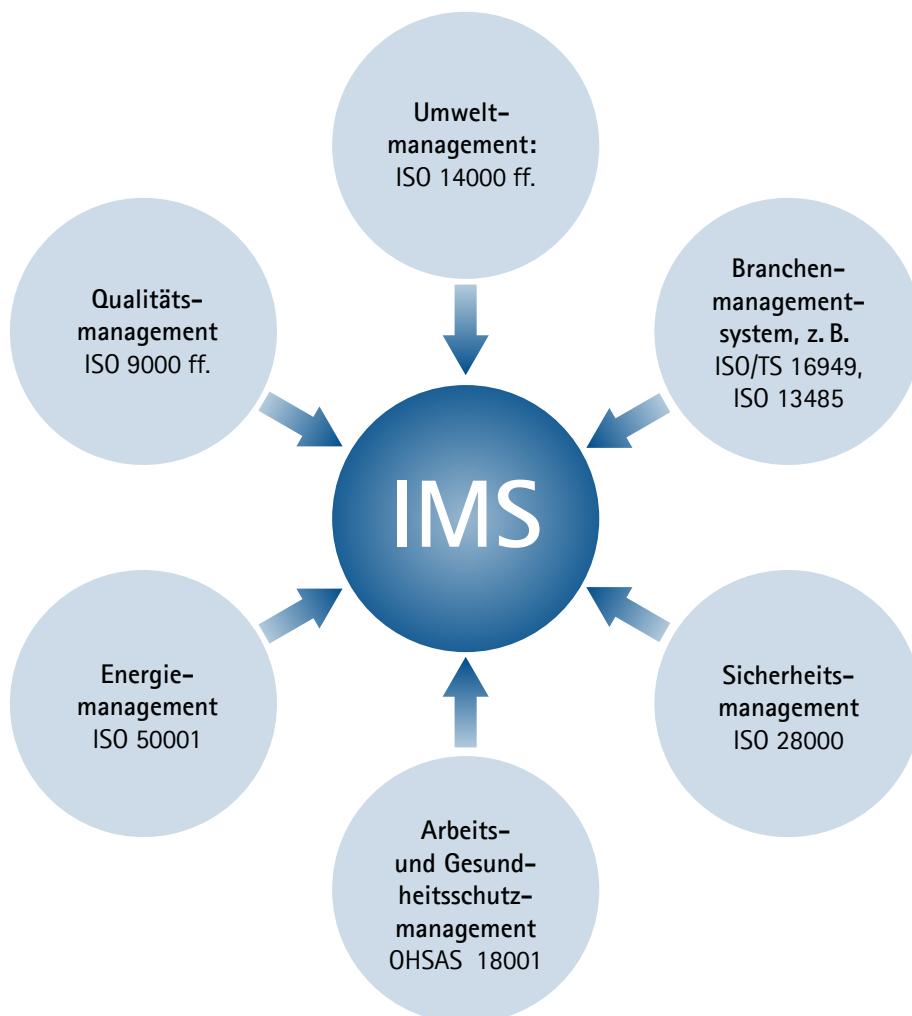 Umwelt-
management:
ISO 14000 ff.
Qualitäts-
management
ISO 9000 ff.
Branchen-
management-
system, z. B.
ISO/TS 16949,
ISO 13485
IMS
Energie-
management
ISO 50001
Sicherheits-
management
ISO 28000
Arbeits-
und Gesund-
heitsschutz-
management
OHSAS 18001